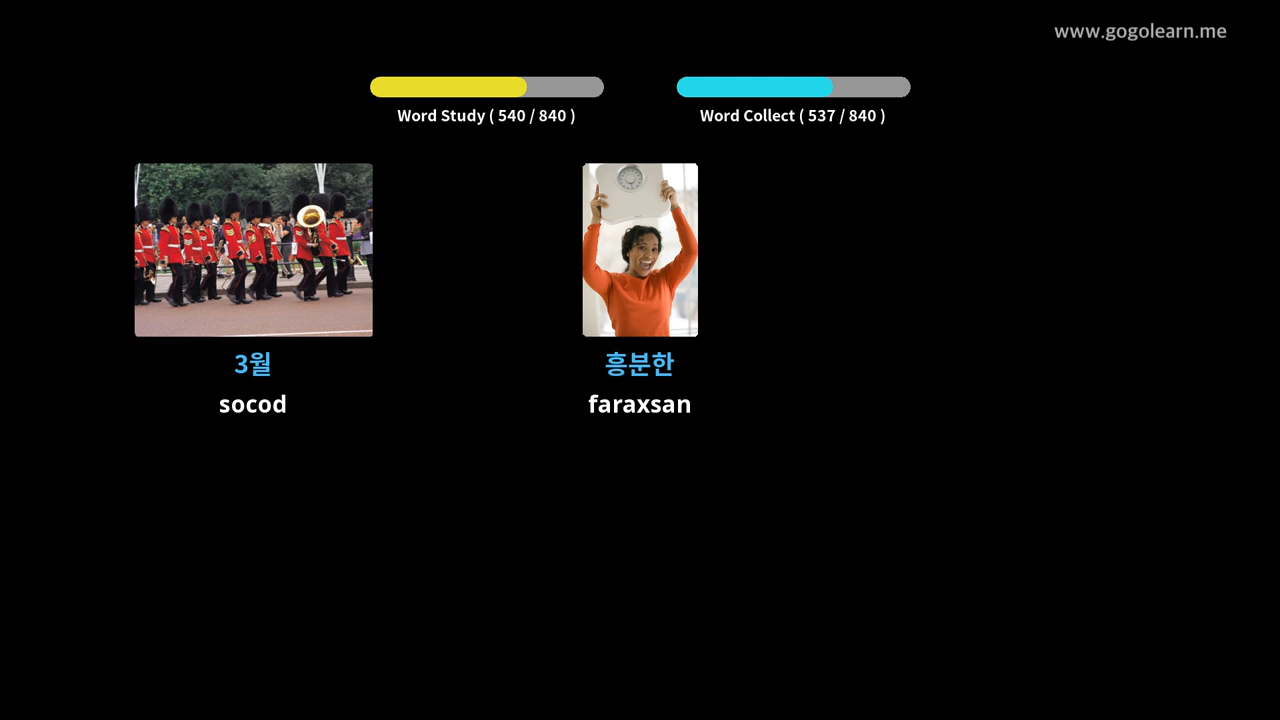 www.gogolearn.me
Word Study ( 540 / 840 )
Word Collect ( 537 / 840 )
3월
socod
흥분한
faraxsan